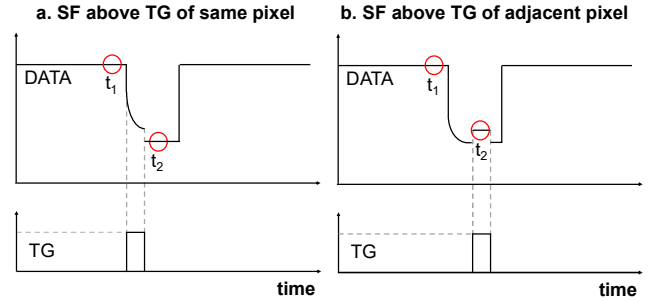 a. SF above TG of same pixel
DATA
t1
t2
TG
time
b. SF above TG of adjacent pixel
DATA
t1
t2
TG
time